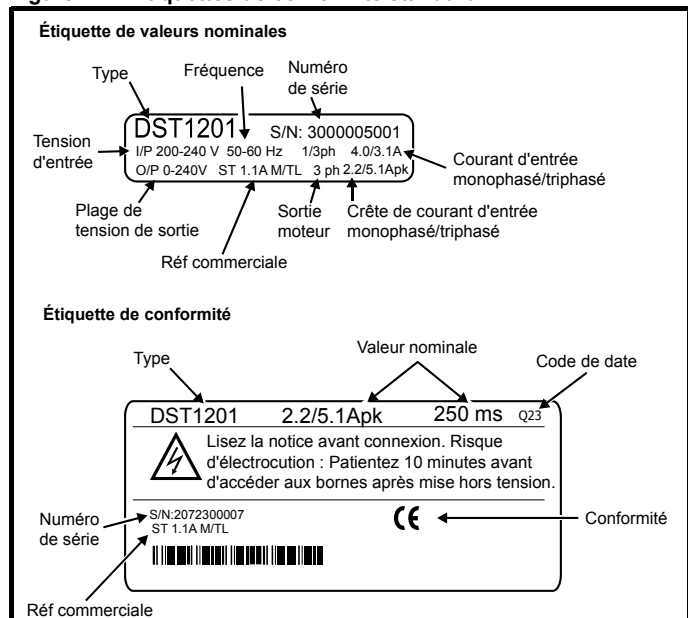 Étiquette de valeurs nominales
Type
Fréquence
Numéro
de série
Tension
d'entrée
DST1201 S/N: 3000005001
I/P 200-240 V 50-60 Hz 1/3ph 4.0/3.1A
O/P 0-240V ST 1.1A M/TL 3 ph 2.2/5.1Apk
Courant d'entrée
monophasé/triphasé
Plage de
tension de sortie
Réf commerciale
Sortie
moteur
Crête de courant d'entrée
monophasé/triphasé
Étiquette de conformité
Type
Valeur nominale
Code de date
DST1201 2.2/5.1Apk 250 ms Q23
Lisez la notice avant connexion. Risque
d'électrocution : Patientez 10 minutes avant
d'accéder aux bornes après mise hors tension.
Numéro
de série
S/N:2072300007
ST 1.1A M/TL
CE
Conformité
Réf commerciale